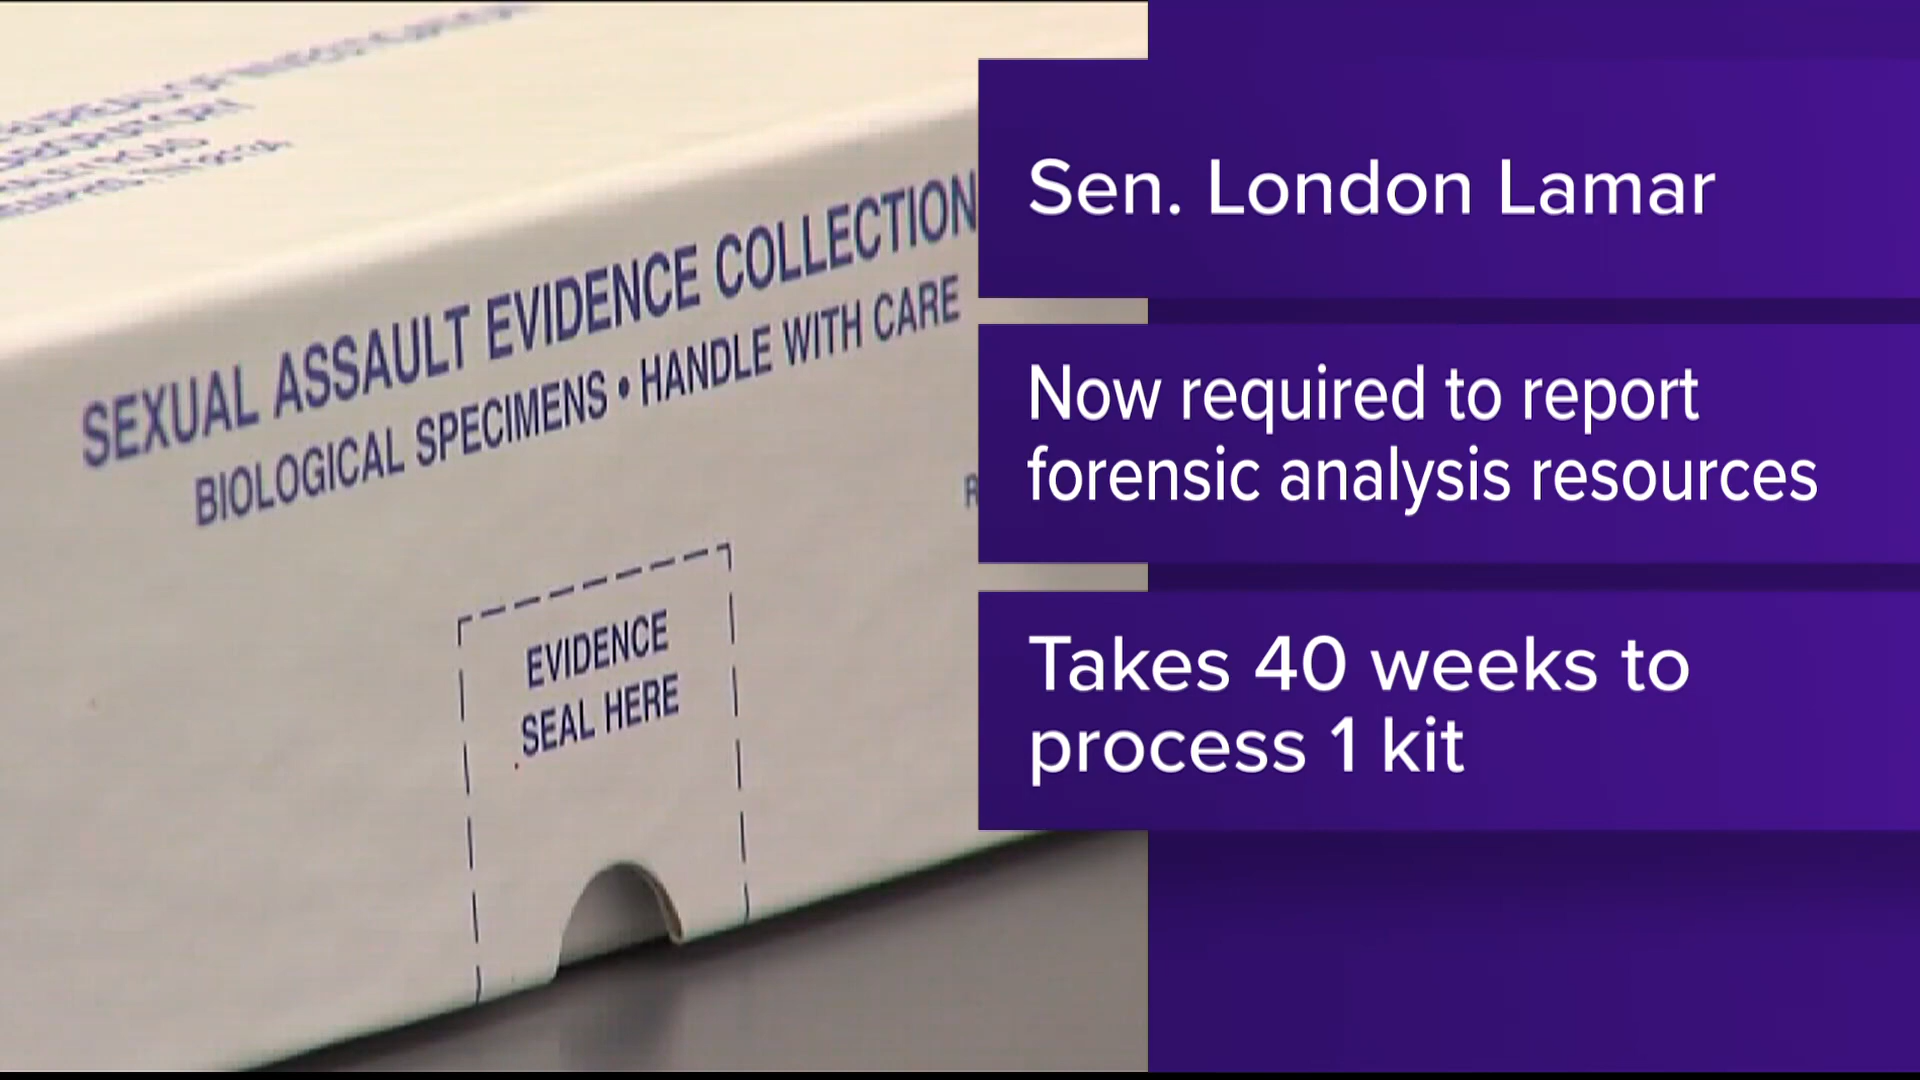 SEXUAL ASSAULT EVIDENCE COLLECTION
BIOLOGICAL SPECIMENS • HANDLE WITH CARE
EVIDENCE
SEAL HERE
Sen. London Lamar
Now required to report
forensic analysis resources
Takes 40 weeks to
process 1 kit